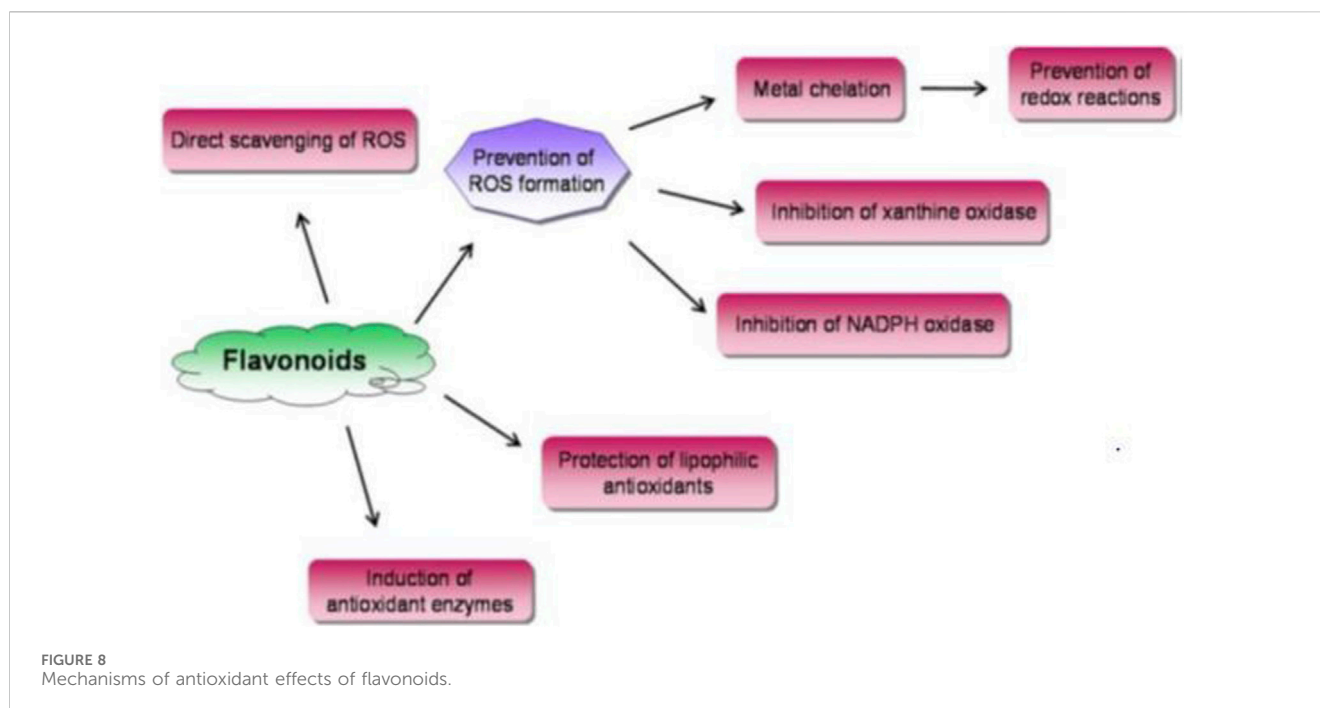 Direct scavenging of ROS
Prevention of
ROS formation
Metal chelation
Prevention of
redox reactions
Inhibition of xanthine oxidase
Inhibition of NADPH oxidase
Flavonoids
Protection of lipophilic
antioxidants
Induction of
antioxidant enzymes
FIGURE 8
Mechanisms of antioxidant effects of flavonoids.